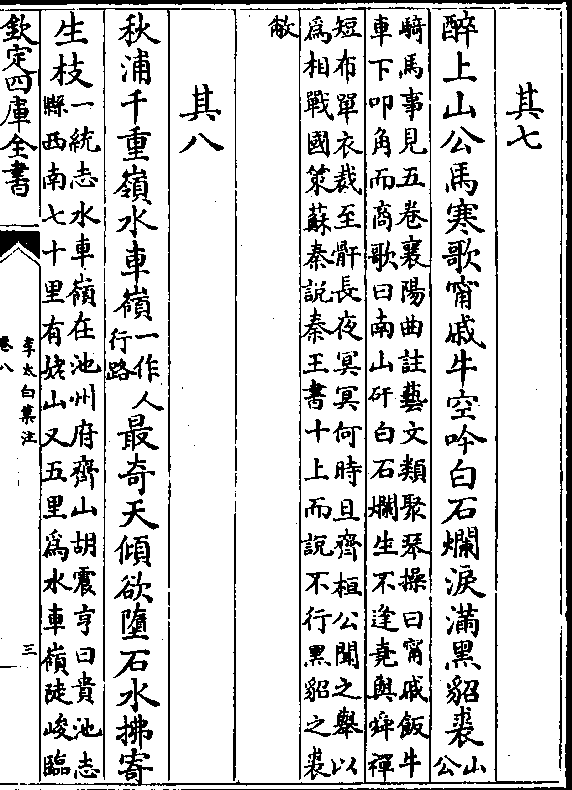 其七
醉上山公馬寒歌甯戚牛空吟白石爛淚滿黑貂裘山公
騎馬事見五卷襄陽曲註藝文類聚琴操曰甯戚飯牛
車下叩角而商歌曰南山矸白石爛生不逢堯與舜禪
短布單衣裁至骭長夜冥冥何時旦齊桓公聞之舉以
為相戰國策蘇秦說秦王書十上而說不行黑貂之裘
敝
其八
秋浦千重嶺水車嶺一作人行路最奇天傾欲墮石水拂寄
生枝一統志水車嶺在池州府齊山胡震亨曰貴池志
縣西南七十里有姥山又五里為水車嶺陡峻臨
欽定四庫全書
李太白集注
卷八
三